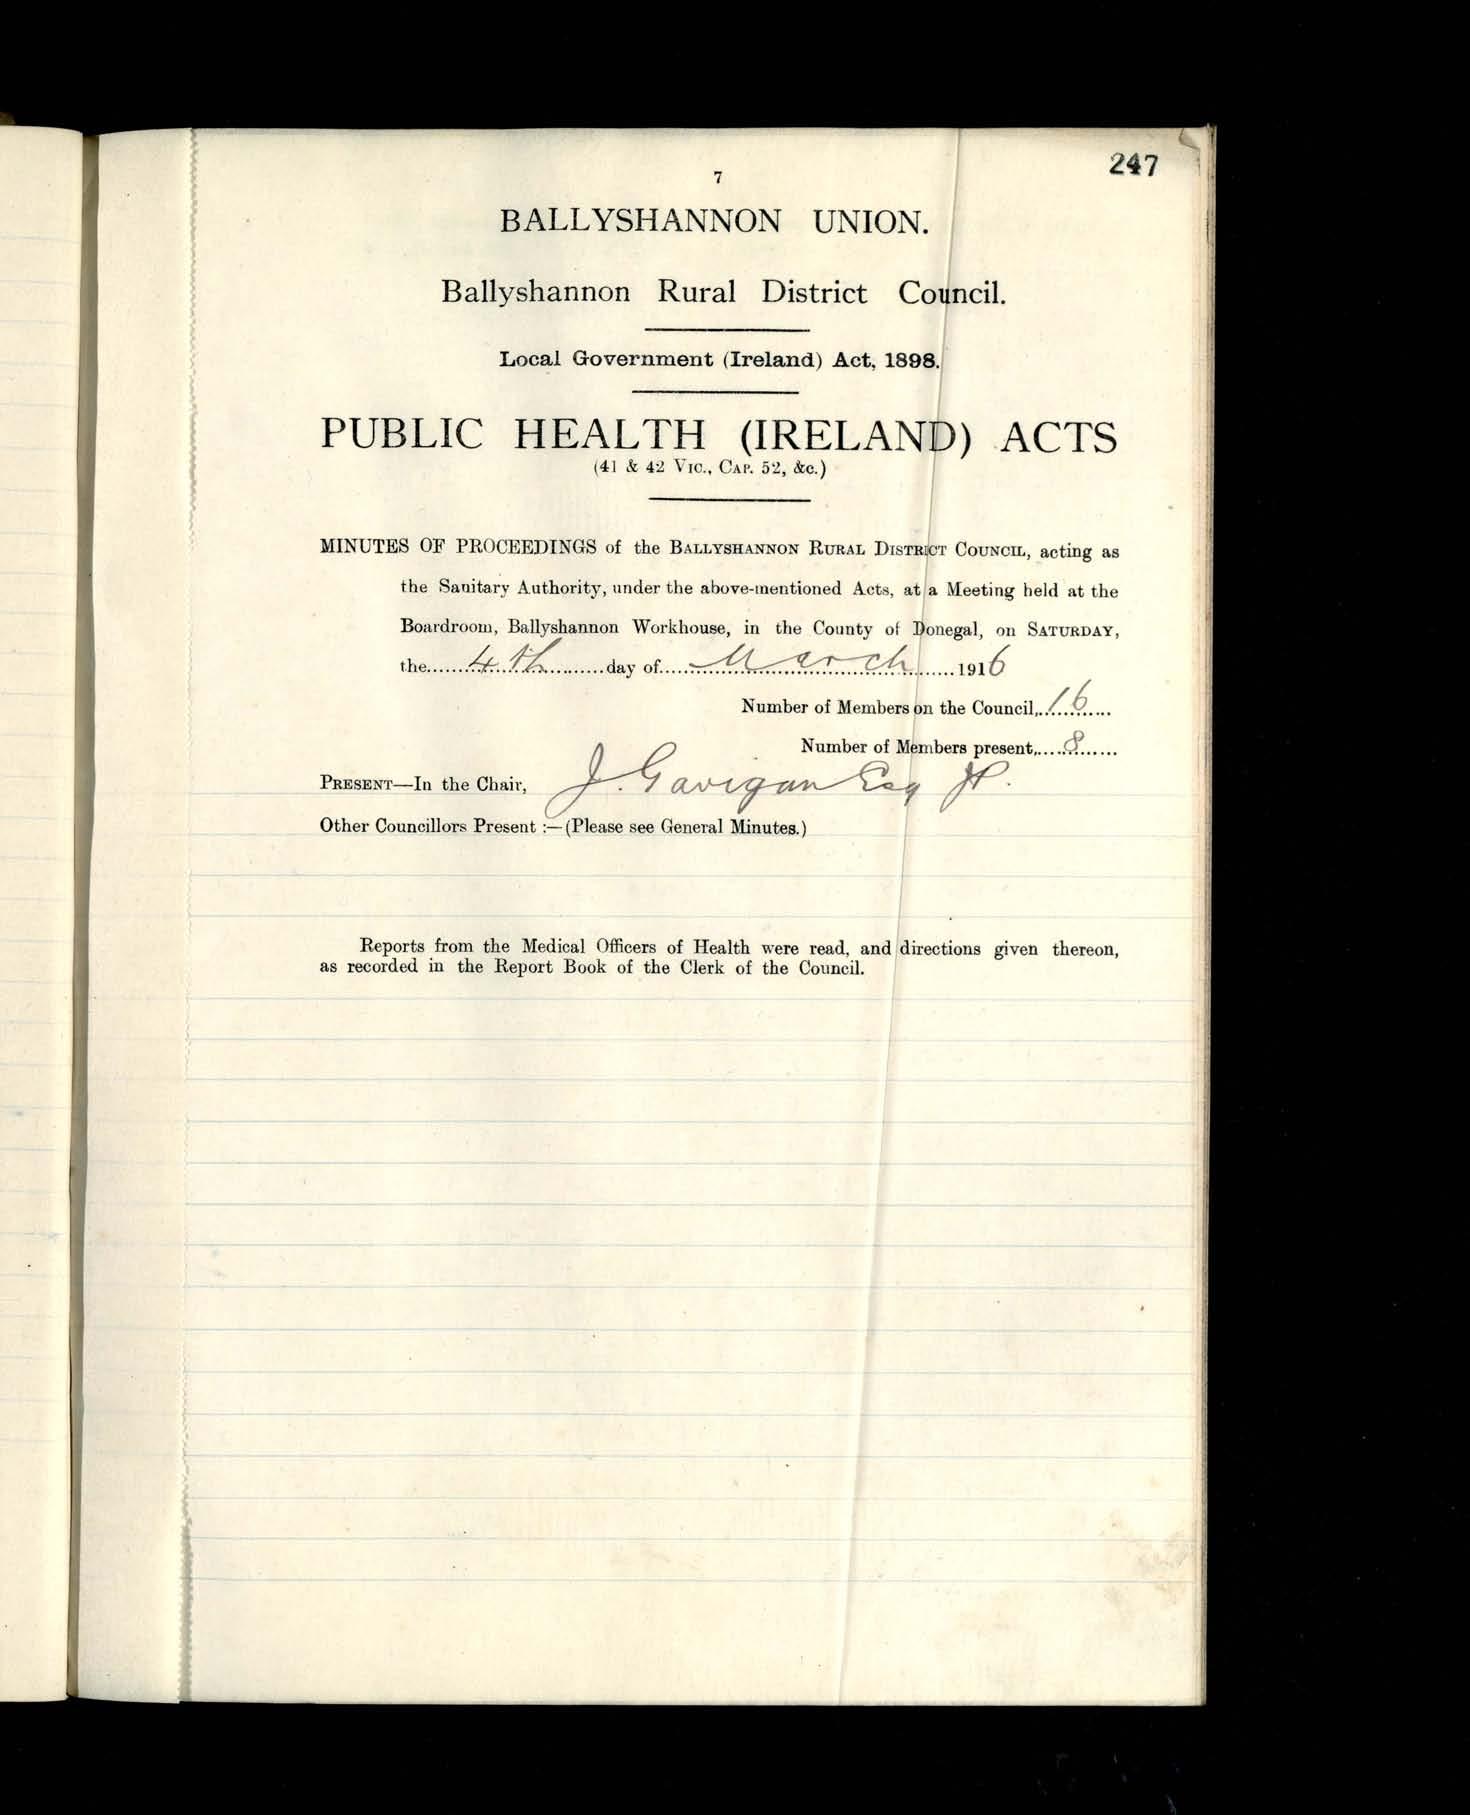 247
7
BALLYSHANNON UNION.
Ballyshannon Rural District Council.
Local Government (Ireland) Act, 1898.
PUBLIC HEALTH (IRELAND) ACTS
(41 & 42 Vic., Cap. 52, &c.)
MINUTES OF PROCEEDINGS of the Ballyshannon Rural District Council, acting as
the Sanitary Authority, under the above-mentioned Acts, at a Meeting held at the
Boardroom, Ballyshannon Workhouse, in the County of Donegal, on Saturday,
the 4th day of March 1916
Number of Members on the Council, 16
Number of Members present, 8
Present—In the Chair, J. Gavigan Esq JP.
Other Councillors Present :—(Please see General Minutes.)
Reports from the Medical Officers of Health were read, and directions given thereon,
as recorded in the Report Book of the Clerk of the Council.